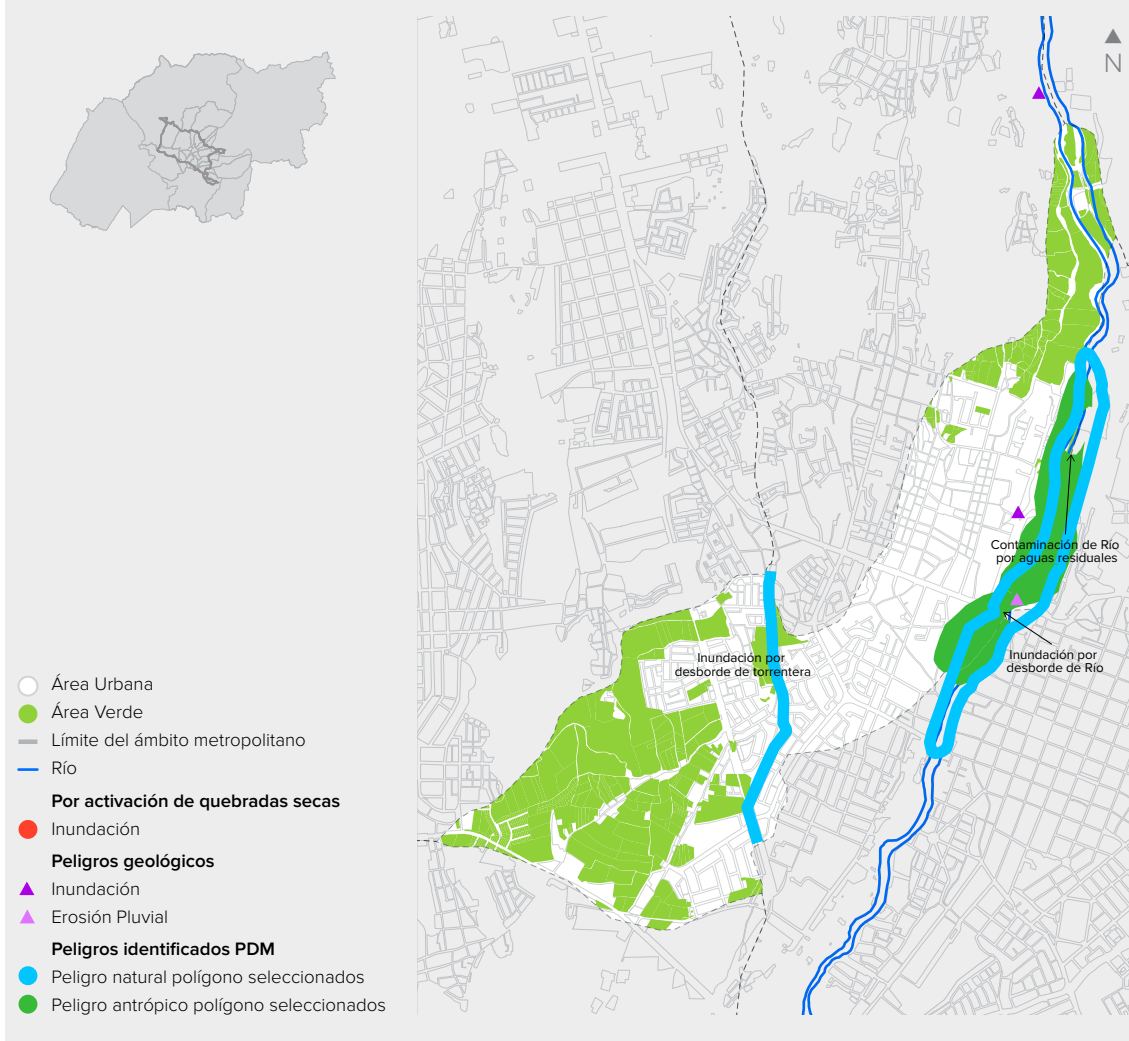 N
Contaminación de Río
por aguas residuales
Inundación por
desborde de torrentera
Inundación por
desborde de Río
Área Urbana
Área Verde
Límite del ámbito metropolitano
Río
Por activación de quebradas secas
Inundación
Peligros geológicos
Inundación
Erosión Pluvial
Peligros identificados PDM
Peligro natural polígono seleccionados
Peligro antrópico polígono seleccionados